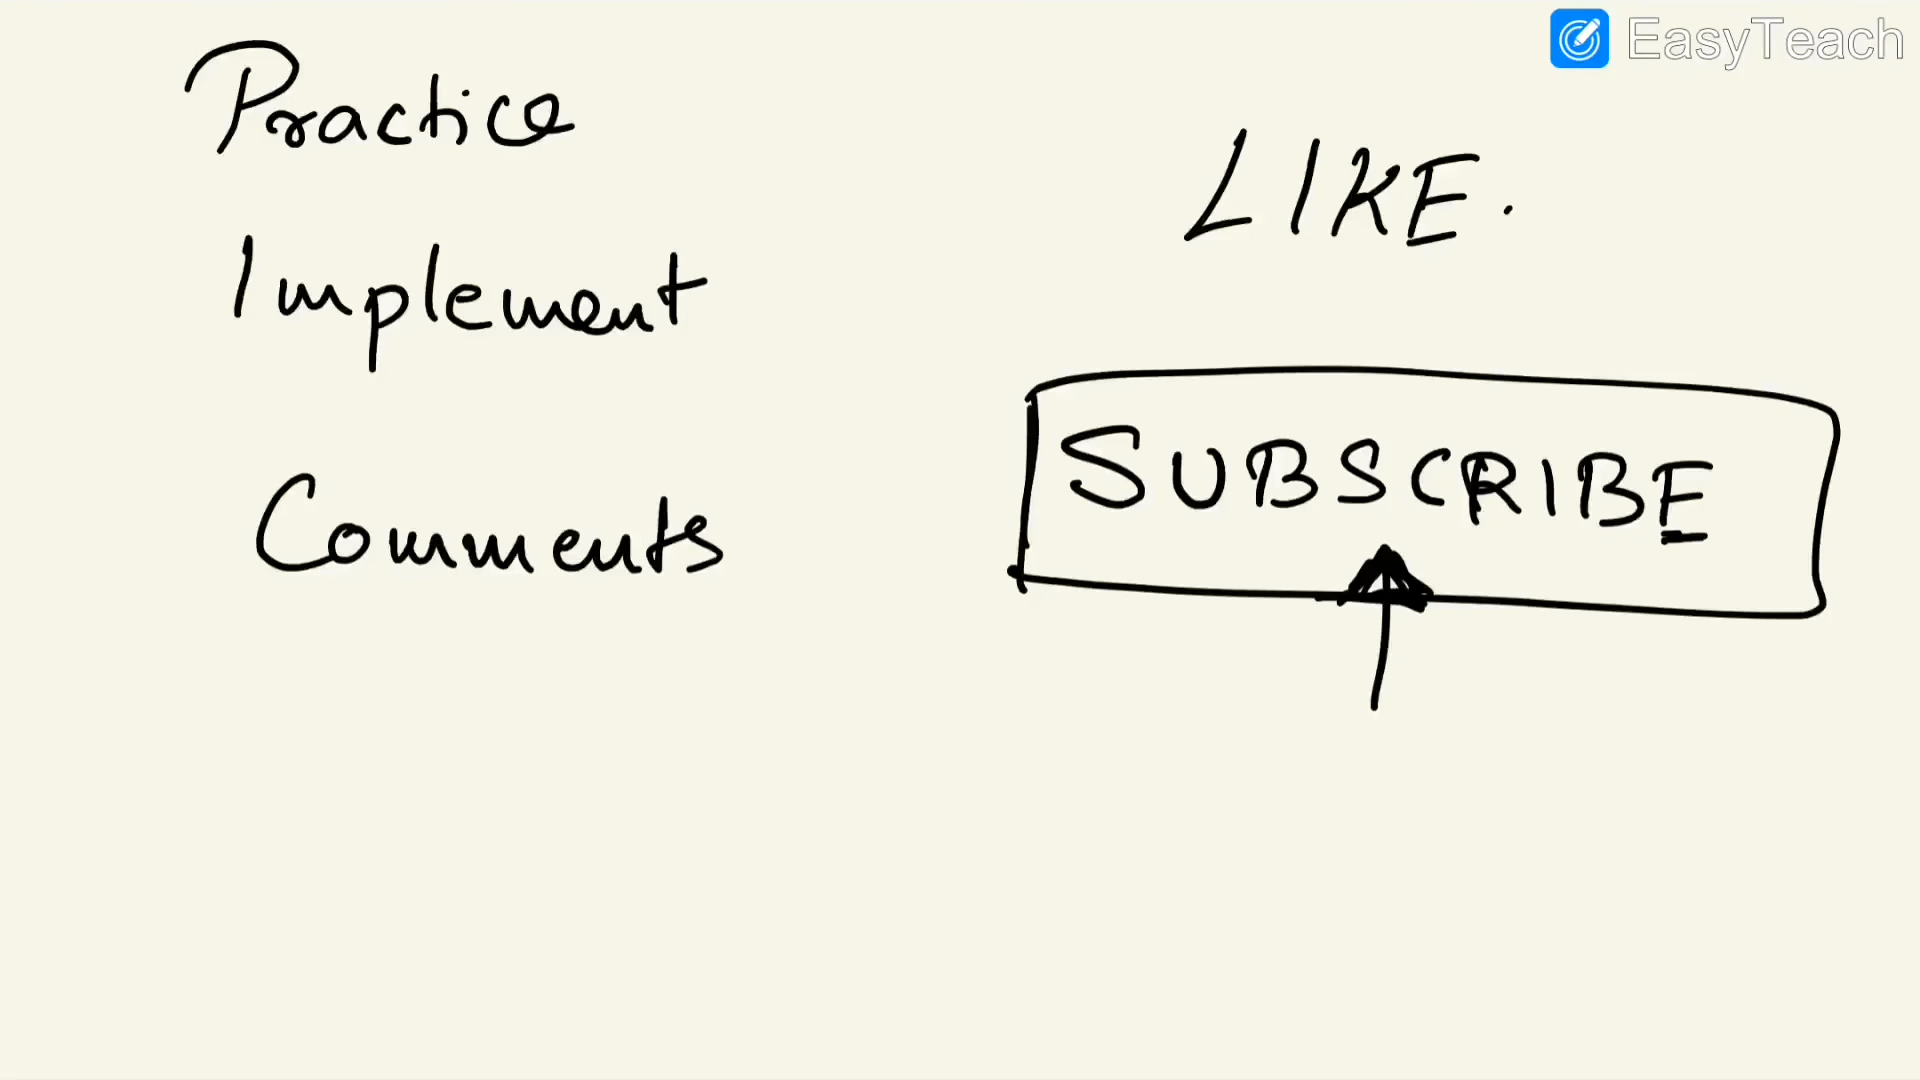 EasyTeach
Practice
LIKE.
Implement
SUBSCRIBE
Comments